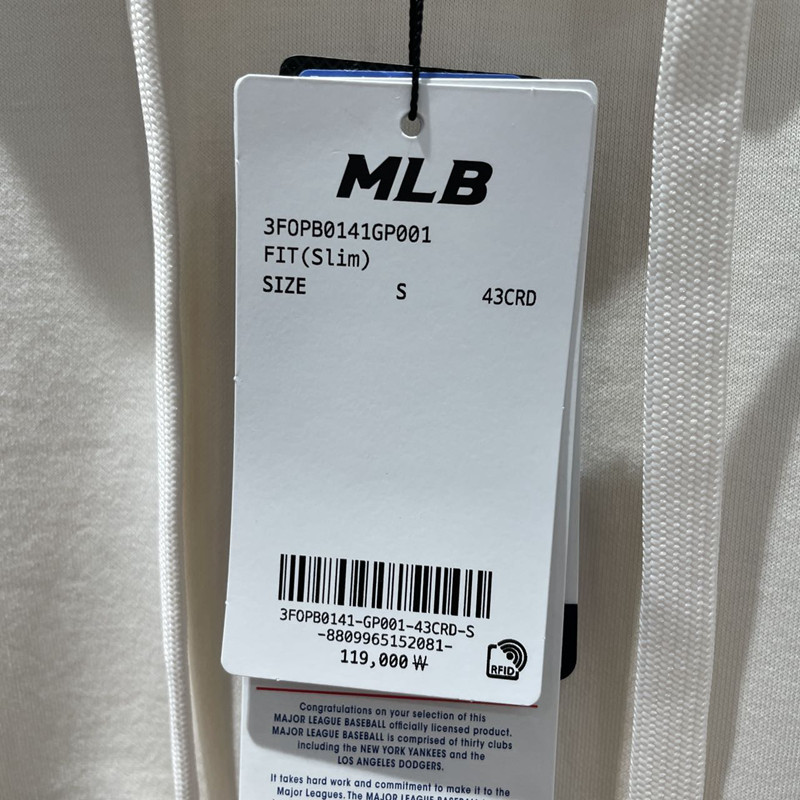 MLB
3FOPB0141GP001
FIT(Slim)
SIZE S 43CRD
3FOPB0141-GP001-43CRD-S
-8809965152081-
119,000₩
RFID
Congratulations on your selection of this
MAJOR LEAGUE BASEBALL officially licensed product.
MAJOR LEAGUE BASEBALL is comprised of thirty clubs
including the NEW YORK YANKEES and the
LOS ANGELES DODGERS.
It takes hard work and commitment to make it to the
Major Leagues. The MAJOR LEAGUE BASEBALL